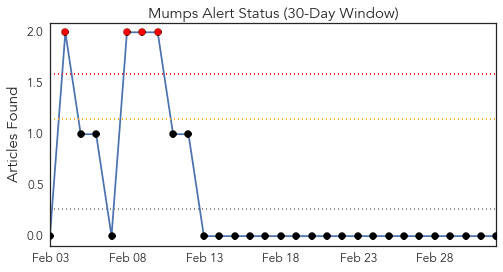 Mumps Alert Status (30-Day Window)
2.0
1.5
1.0
0.5
0.0
Articles Found
Feb 03 Feb 08 Feb 13 Feb 18 Feb 23 Feb 28